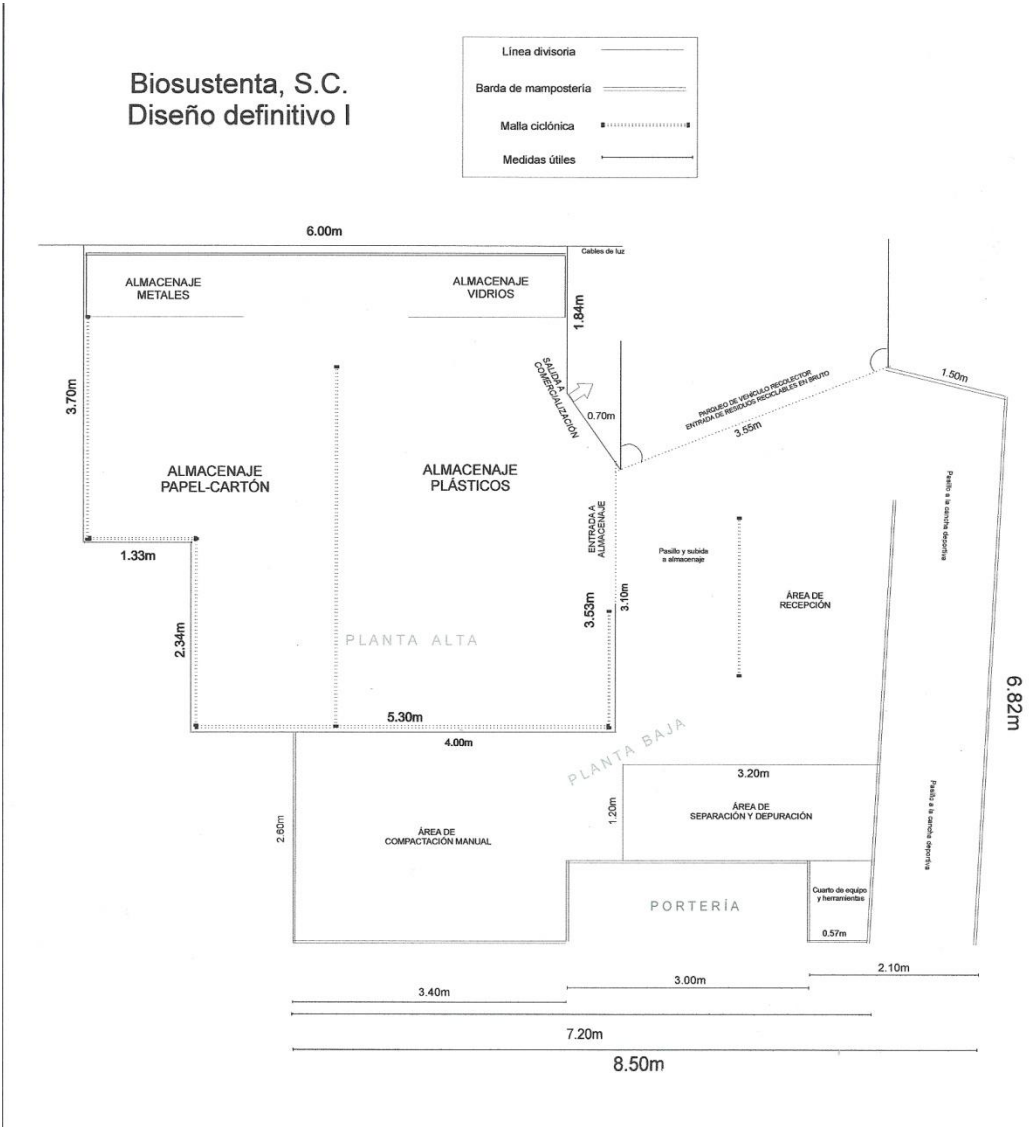 Biosustenta, S.C.
Diseño definitivo I
Línea divisoria
Barda de mampostería
Malla ciclónica
Medidas útiles
6.00m
Cables de luz
ALMACENAJE
METALES
ALMACENAJE
VIDRIOS
1.84m
3.70m
SALIDA A
COMERCIALIZACIÓN
0.70m
PARQUEO DE VEHÍCULO RECOLECTOR
ENTRADA DE RESIDUOS RECICLABLES EN BRUTO
3.55m
1.50m
ALMACENAJE
PAPEL-CARTÓN
ALMACENAJE
PLÁSTICOS
Pasillo a la cancha deportiva
ENTRADA A
ALMACENAJE
Pasillo y subida
a almacenaje
1.33m
3.53m
3.10m
ÁREA DE
RECEPCIÓN
2.34m
PLANTA ALTA
6.82m
5.30m
4.00m
PLANTA BAJA
3.20m
2.60m
1.20m
ÁREA DE
SEPARACIÓN Y DEPURACIÓN
ÁREA DE
COMPACTACIÓN MANUAL
Pasillo a la cancha deportiva
PORTERÍA
Cuarto de equipo
y herramientas
0.57m
2.10m
3.00m
3.40m
7.20m
8.50m